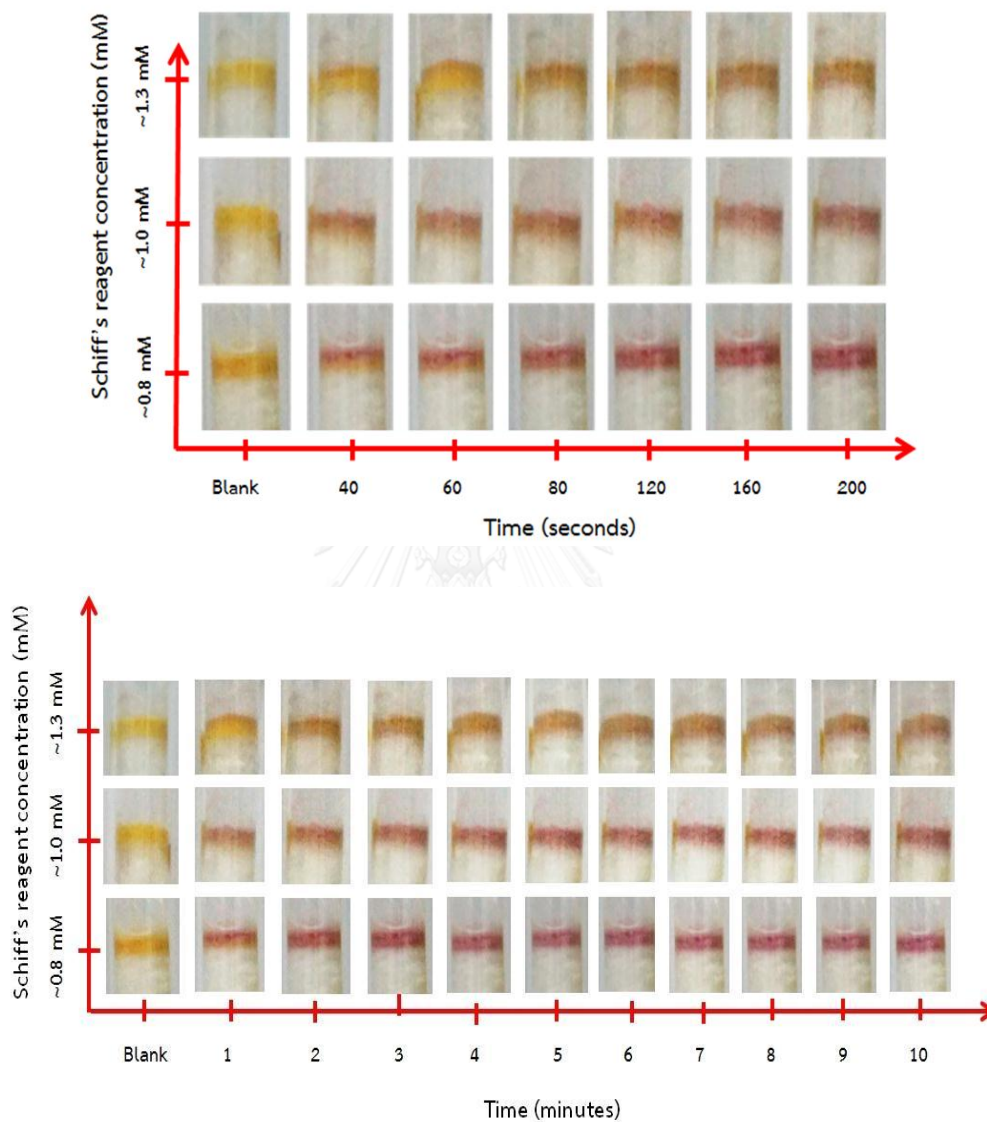 Schiff's reagent concentration (mM)
~1.3 mM
~1.0 mM
~0.8 mM
Blank 40 60 80 120 160 200
Time (seconds)
Schiff's reagent concentration (mM)
~1.3 mM
~1.0 mM
~0.8 mM
Blank 1 2 3 4 5 6 7 8 9 10
Time (minutes)